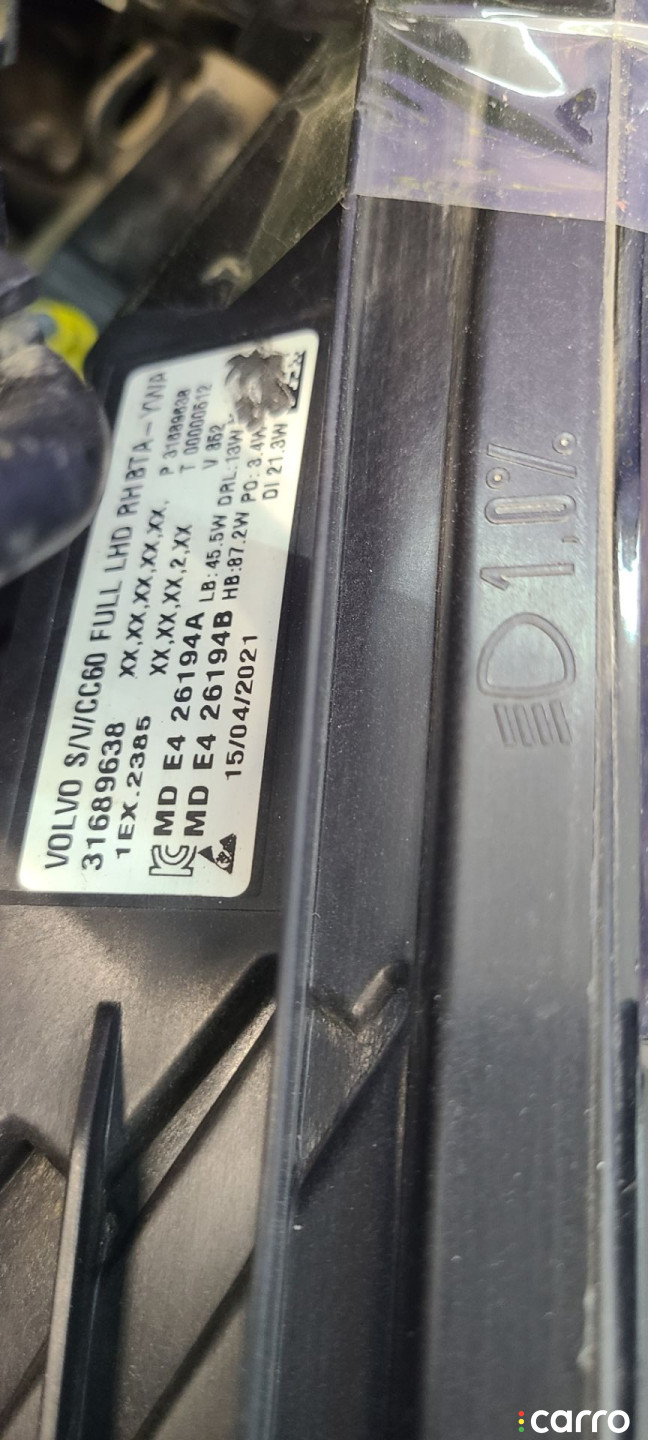 VOLVO S/V/CC60 FULL LHD RH BTA - YWA
31689638
1EX.2385 XX,XX,XX,XX,XX,XX, P 31689638
XX,XX,XX,2,XX T 00000612
V 862
MD E4 26194A LB:45.5W DRL:13W
MD E4 26194B HB:87.2W PO:3.4W
15/04/2021 DI 21.3W
1,0%
carro